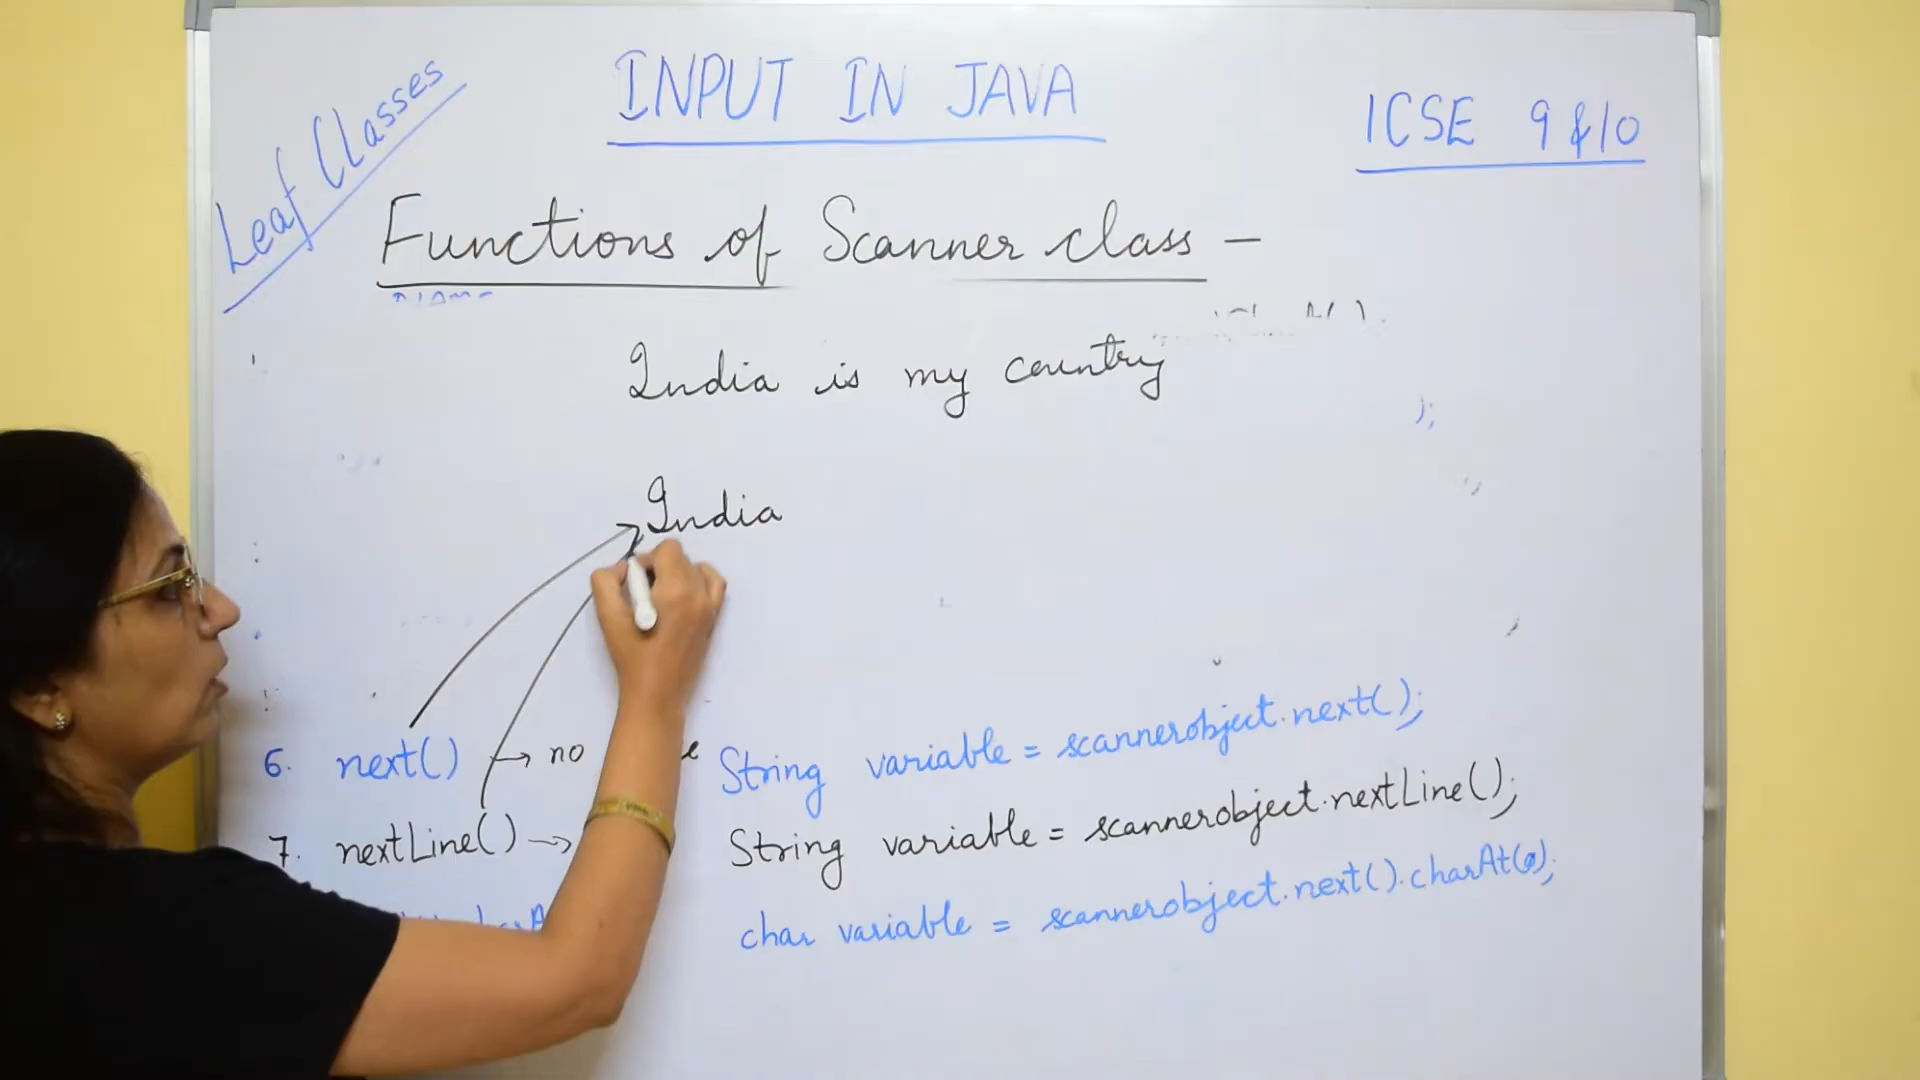 Leaf Classes
INPUT IN JAVA
ICSE 9 & 10
Functions of Scanner class -
India is my country
India
6. next() → no
String variable = scannerobject.next();
7. nextLine() →
String variable = scannerobject.nextLine();
char variable = scannerobject.next().charAt(0);